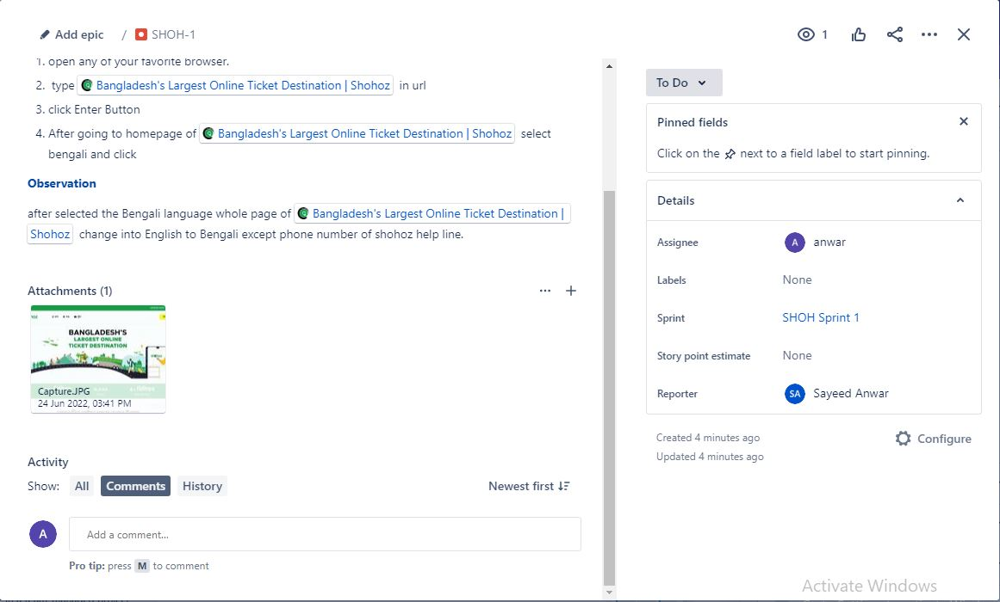 Add epic / SHOH-1
1
1. open any of your favorite browser.
2. type Bangladesh's Largest Online Ticket Destination | Shohoz in url
3. click Enter Button
4. After going to homepage of Bangladesh's Largest Online Ticket Destination | Shohoz select
bengali and click
Observation
after selected the Bengali language whole page of Bangladesh's Largest Online Ticket Destination |
Shohoz change into English to Bengali except phone number of shohoz help line.
Attachments (1)
BANGLADESH'S
LARGEST ONLINE
TICKET DESTINATION
Capture.JPG
24 Jun 2022, 03:41 PM
Activity
Show: All Comments History
Newest first
A
Add a comment...
Pro tip: press M to comment
To Do
Pinned fields
Click on the next to a field label to start pinning.
Details
Assignee A anwar
Labels None
Sprint SHOH Sprint 1
Story point estimate None
Reporter SA Sayeed Anwar
Created 4 minutes ago
Updated 4 minutes ago
Configure
Activate Windows